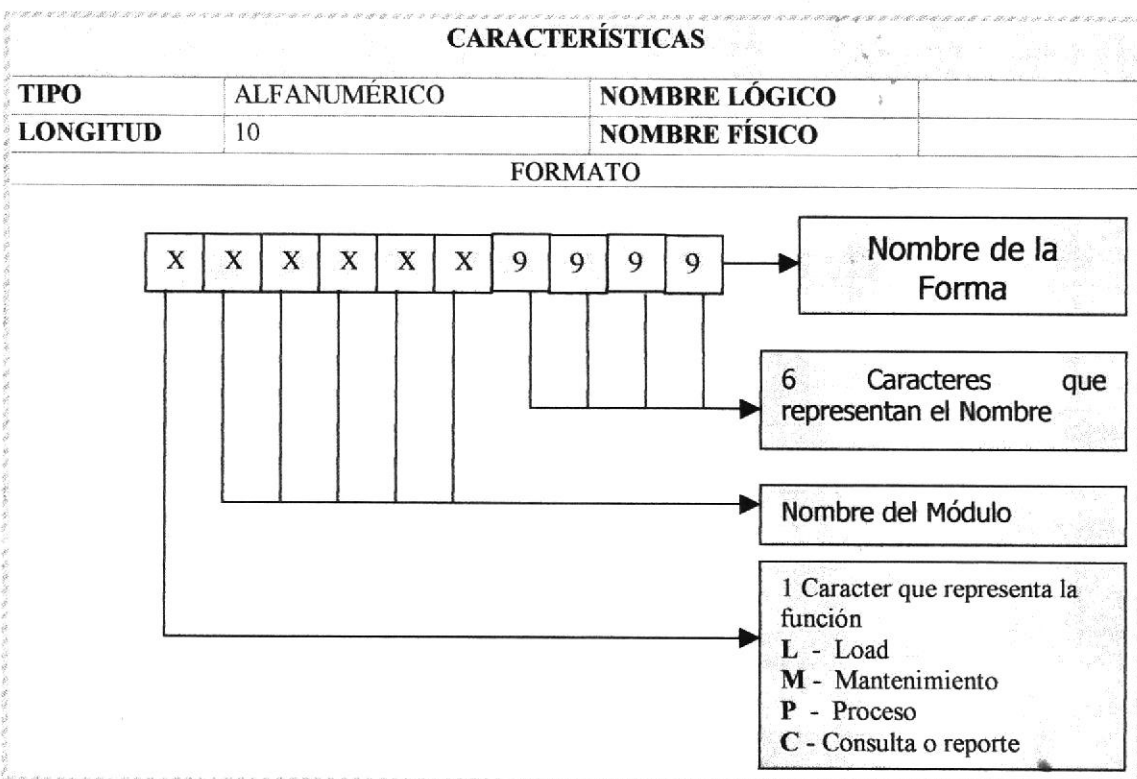 CARACTERÍSTICAS
TIPO ALFANUMÉRICO NOMBRE LÓGICO
LONGITUD 10 NOMBRE FÍSICO
FORMATO
X X X X X X 9 9 9 9
Nombre de la
Forma
6 Caracteres que
representan el Nombre
Nombre del Módulo
1 Caracter que representa la
función
L - Load
M - Mantenimiento
P - Proceso
C - Consulta o reporte